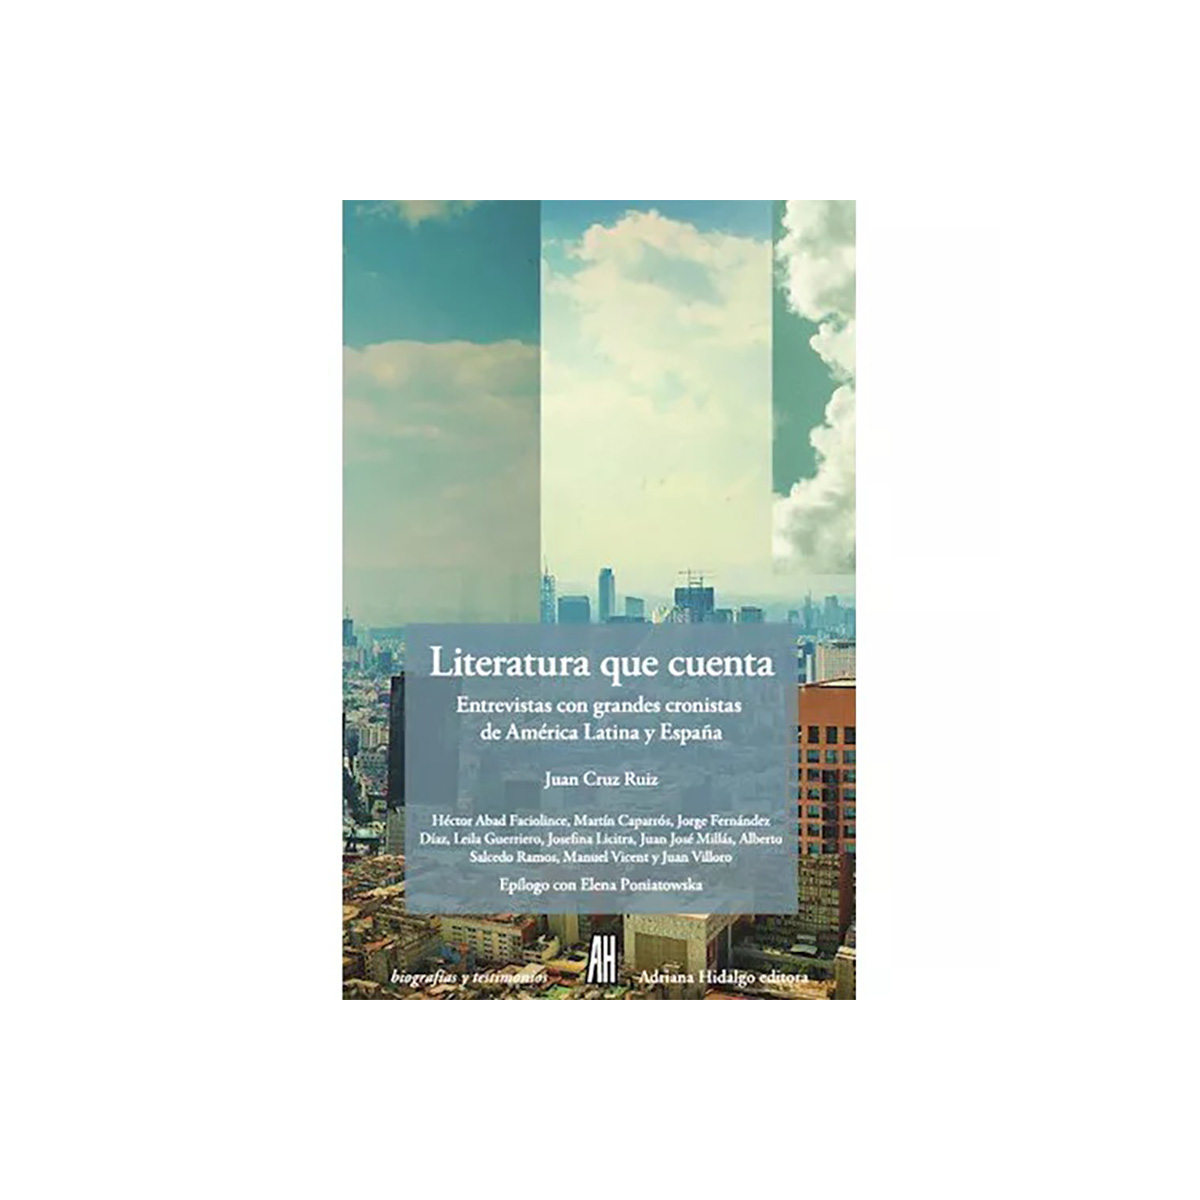 Literatura que cuenta
Entrevistas con grandes cronistas
de América Latina y España
Juan Cruz Ruiz
Héctor Abad Faciolince, Martín Caparrós, Jorge Fernández
Díaz, Leila Guerriero, Josefina Licitra, Juan José Millás, Alberto
Salcedo Ramos, Manuel Vicent y Juan Villoro
Epílogo con Elena Poniatowska
biografías y testimonios AH Adriana Hidalgo editora